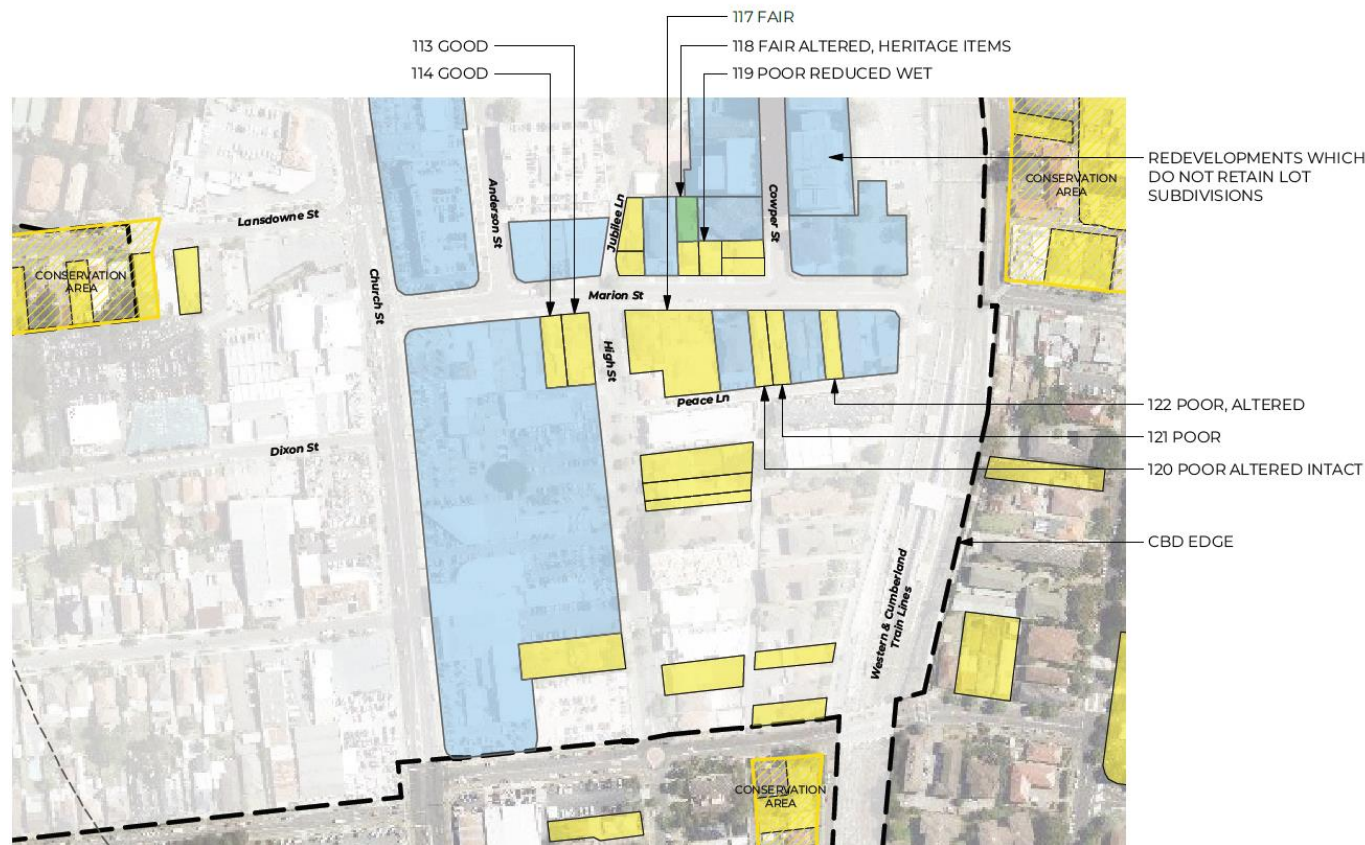 117 FAIR
113 GOOD
118 FAIR ALTERED, HERITAGE ITEMS
114 GOOD
119 POOR REDUCED WET
REDEVELOPMENTS WHICH
DO NOT RETAIN LOT
SUBDIVISIONS
CONSERVATION
AREA
Lansdowne St
Anderson St
Jubilee Ln
Cowper St
CONSERVATION
AREA
Church St
Marion St
High St
Peace Ln
122 POOR, ALTERED
121 POOR
120 POOR ALTERED INTACT
Dixon St
CBD EDGE
Western & Cumberland
Train Lines
CONSERVATION
AREA